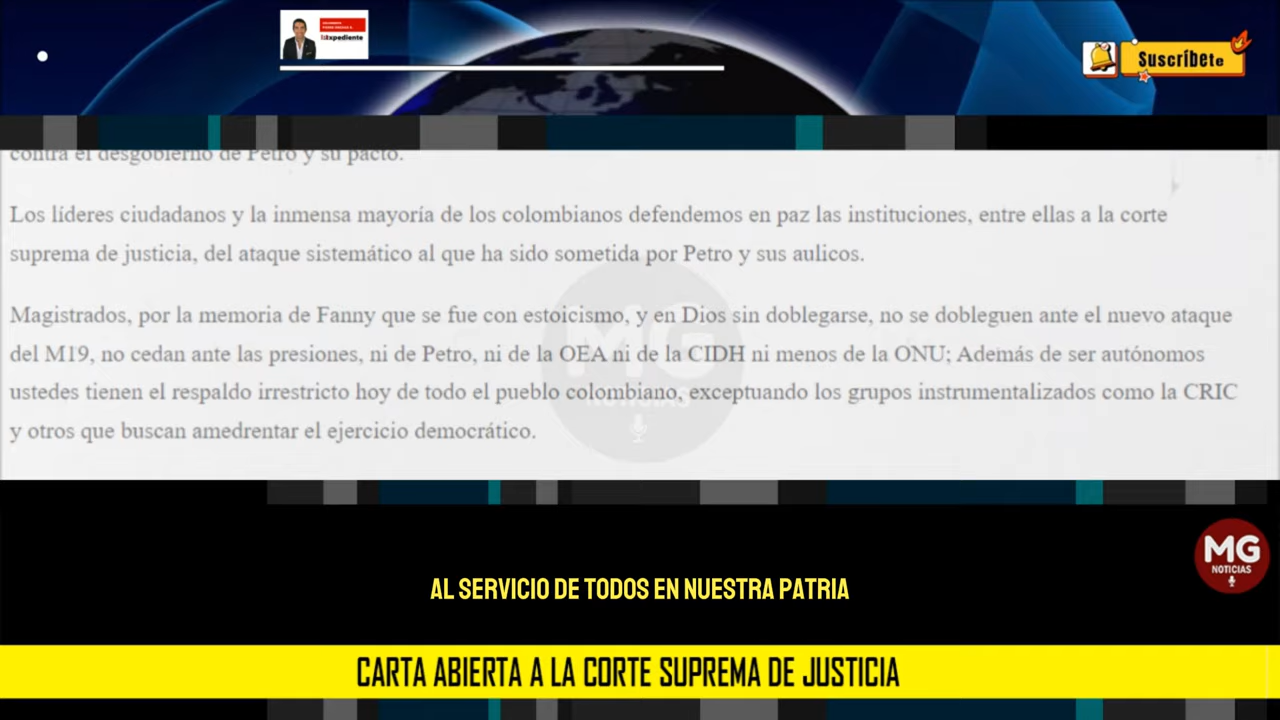 Expediente
Suscríbete
contra el desgobierno de Petro y su pacto.
Los líderes ciudadanos y la inmensa mayoría de los colombianos defendemos en paz las instituciones, entre ellas a la corte
suprema de justicia, del ataque sistemático al que ha sido sometida por Petro y sus aulicos.
Magistrados, por la memoria de Fanny que se fue con estoicismo, y en Dios sin doblegarse, no se dobleguen ante el nuevo ataque
del M19, no cedan ante las presiones, ni de Petro, ni de la OEA ni de la CIDH ni menos de la ONU; Además de ser autónomos
ustedes tienen el respaldo irrestricto hoy de todo el pueblo colombiano, exceptuando los grupos instrumentalizados como la CRIC
y otros que buscan amedrentar el ejercicio democrático.
MG
NOTICIAS
MG
NOTICIAS
AL SERVICIO DE TODOS EN NUESTRA PATRIA
CARTA ABIERTA A LA CORTE SUPREMA DE JUSTICIA